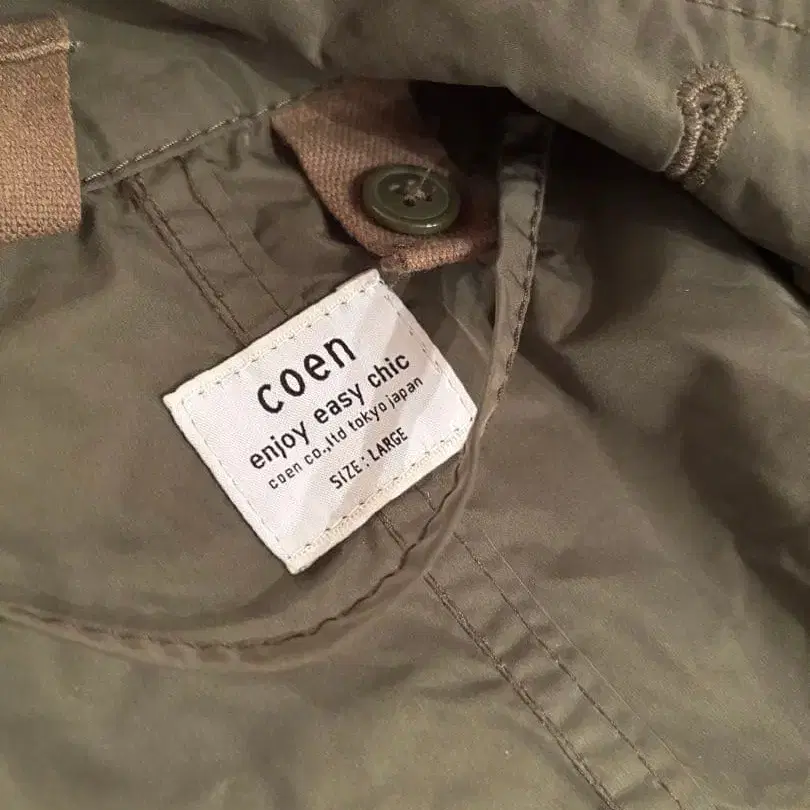 coen
enjoy easy chic
coen co.,ltd tokyo japan
SIZE : LARGE